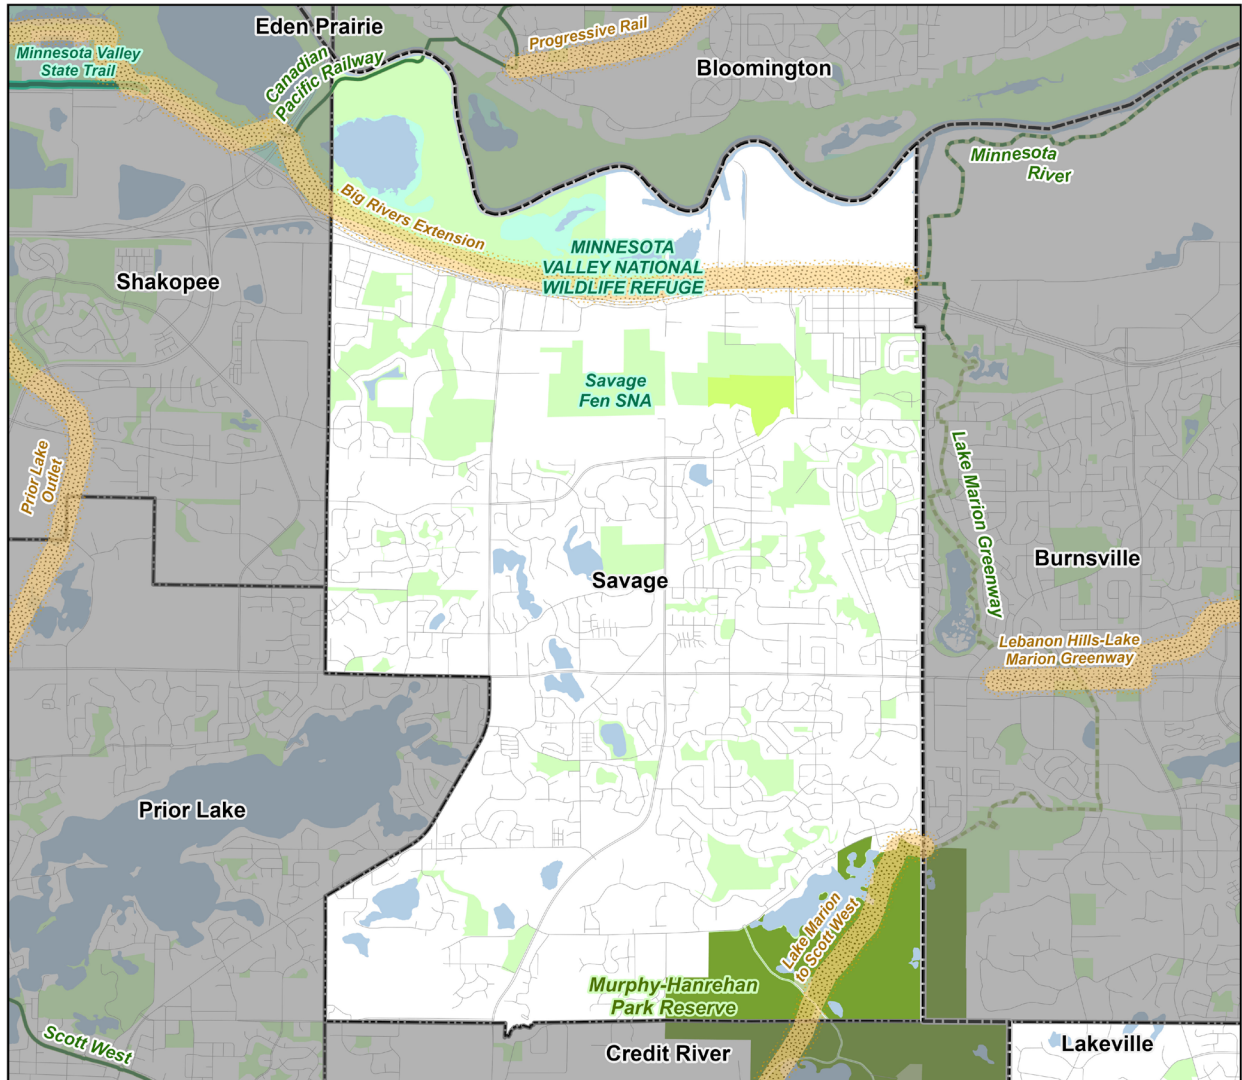 Eden Prairie
Progressive Rail
Minnesota Valley
State Trail
Canadian
Pacific Railway
Bloomington
Minnesota
River
Big Rivers Extension
MINNESOTA
VALLEY NATIONAL
WILDLIFE REFUGE
Shakopee
Savage
Fen SNA
Prior Lake
Outlet
Lake Marion Greenway
Burnsville
Savage
Lebanon Hills-Lake
Marion Greenway
Prior Lake
Lake Marion
to Scott West
Murphy-Hanrehan
Park Reserve
Scott West
Credit River
Lakeville